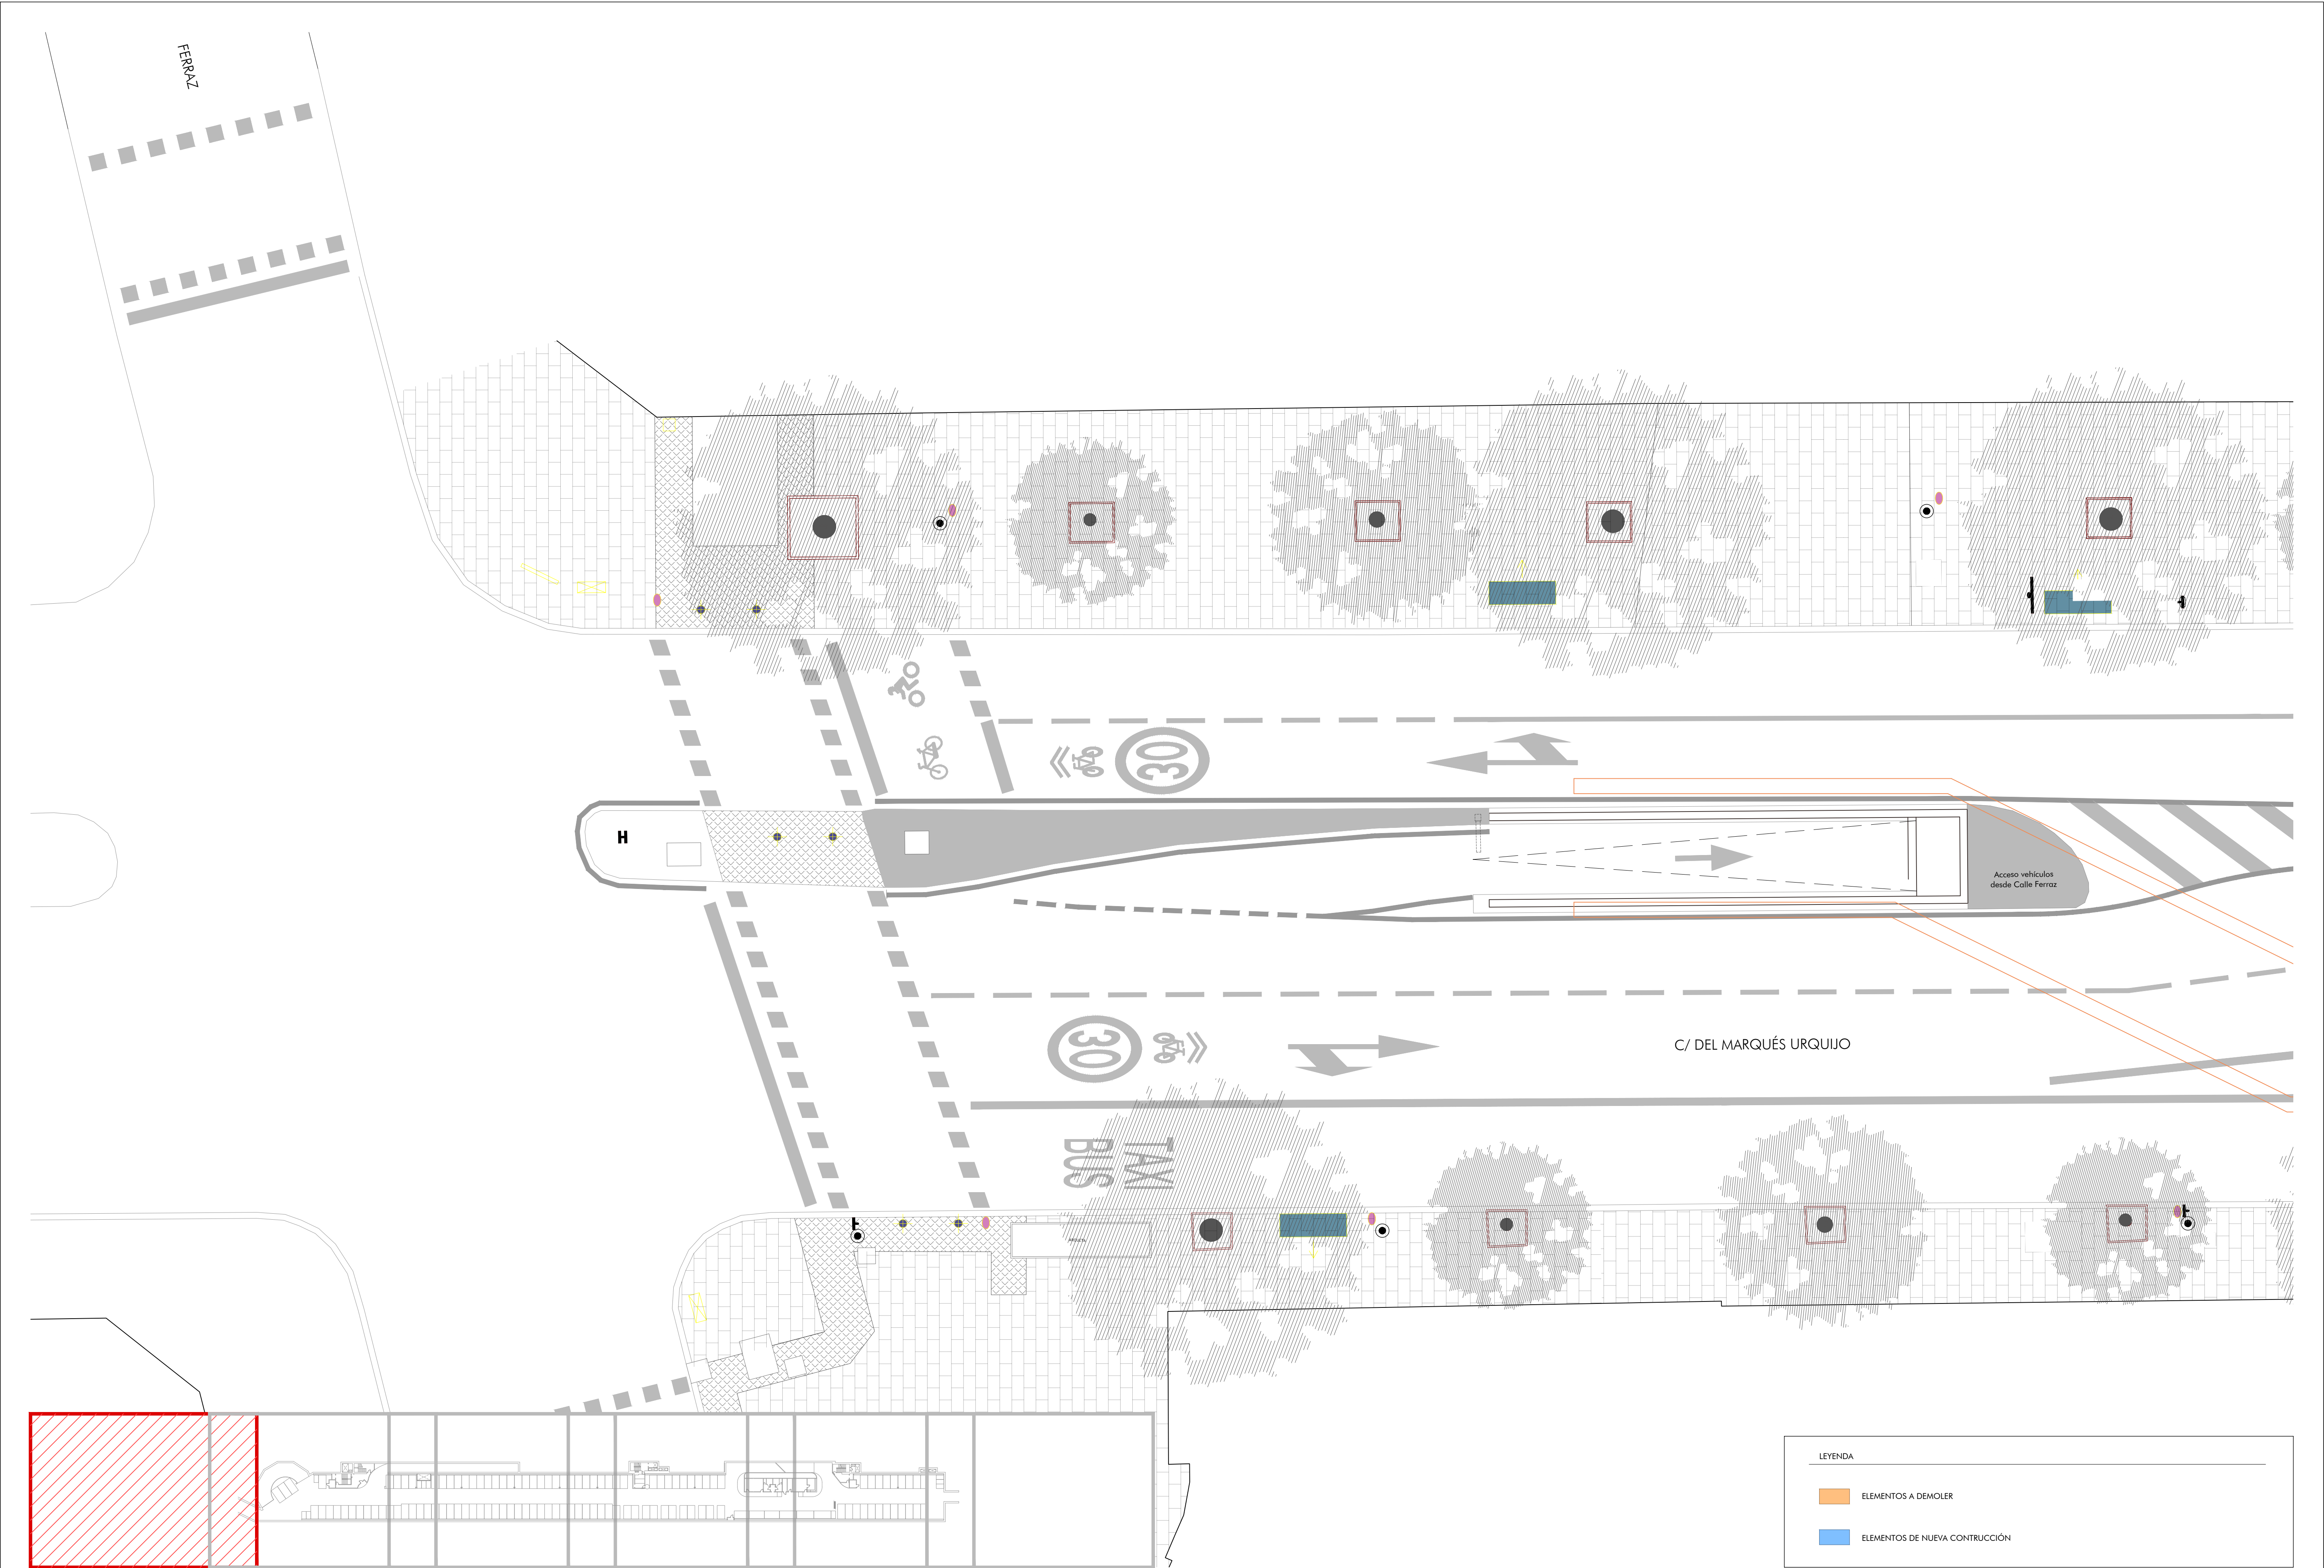 FERRAZ
30
Acceso vehículos
desde Calle Ferraz
C/ DEL MARQUÉS URQUIJO
30
BUS
TAXI
ARQUETA
LEYENDA
ELEMENTOS A DEMOLER
ELEMENTOS DE NUEVA CONTRUCCIÓN